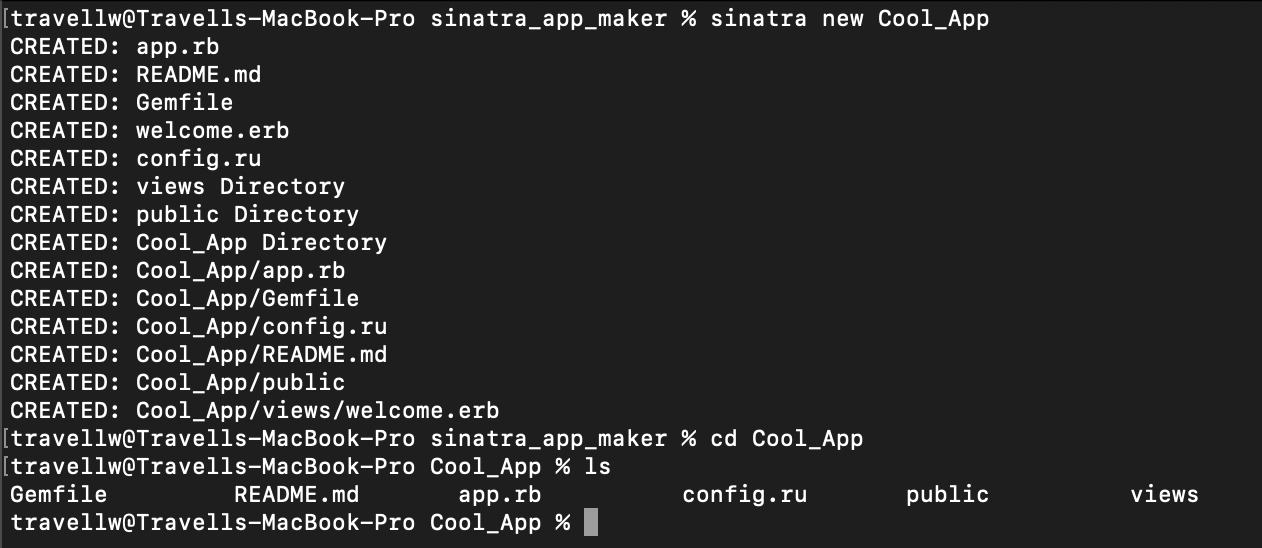 [travellw@Travells-MacBook-Pro sinatra_app_maker % sinatra new Cool_App
CREATED: app.rb
CREATED: README.md
CREATED: Gemfile
CREATED: welcome.erb
CREATED: config.ru
CREATED: views Directory
CREATED: public Directory
CREATED: Cool_App Directory
CREATED: Cool_App/app.rb
CREATED: Cool_App/Gemfile
CREATED: Cool_App/config.ru
CREATED: Cool_App/README.md
CREATED: Cool_App/public
CREATED: Cool_App/views/welcome.erb
[travellw@Travells-MacBook-Pro sinatra_app_maker % cd Cool_App
[travellw@Travells-MacBook-Pro Cool_App % ls
Gemfile README.md app.rb config.ru public views
travellw@Travells-MacBook-Pro Cool_App %